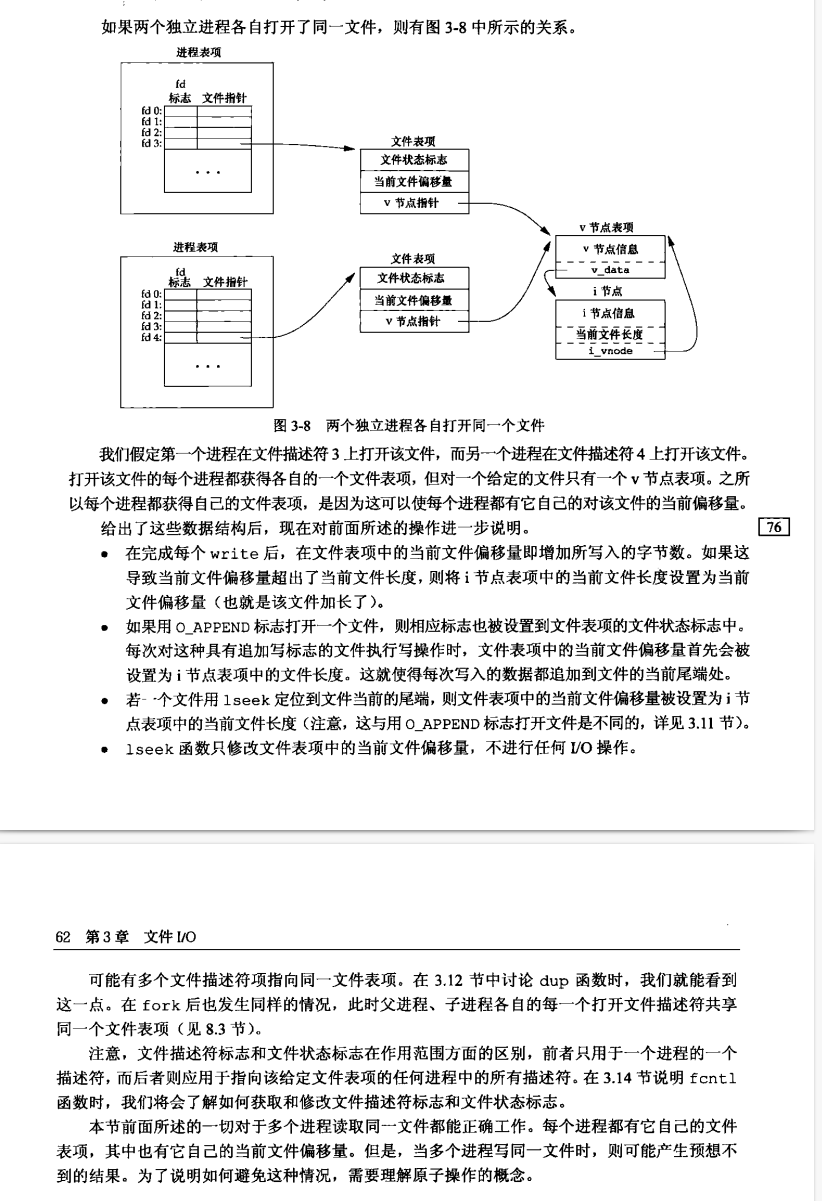 如果两个独立进程各自打开了同一文件，则有图 3-8 中所示的关系。
进程表项
fd
标志 文件指针
fd 0:
fd 1:
fd 2:
fd 3:
. . .
文件表项
文件状态标志
当前文件偏移量
v 节点指针
进程表项
fd
标志 文件指针
fd 0:
fd 1:
fd 2:
fd 3:
fd 4:
. . .
文件表项
文件状态标志
当前文件偏移量
v 节点指针
v 节点表项
v 节点信息
v_data
i 节点
i 节点信息
当前文件长度
i_vnode
图 3-8 两个独立进程各自打开同一个文件
我们假定第一个进程在文件描述符 3 上打开该文件，而另一个进程在文件描述符 4 上打开该文件。
打开该文件的每个进程都获得各自的一个文件表项，但对一个给定的文件只有一个 v 节点表项。之所
以每个进程都获得自己的文件表项，是因为这可以使每个进程都有它自己的对该文件的当前偏移量。
给出了这些数据结构后，现在对前面所述的操作进一步说明。
76
• 在完成每个 write 后，在文件表项中的当前文件偏移量即增加所写入的字节数。如果这
导致当前文件偏移量超出了当前文件长度，则将 i 节点表项中的当前文件长度设置为当前
文件偏移量（也就是该文件加长了）。
• 如果用 O_APPEND 标志打开一个文件，则相应标志也被设置到文件表项的文件状态标志中。
每次对这种具有追加写标志的文件执行写操作时，文件表项中的当前文件偏移量首先会被
设置为 i 节点表项中的文件长度。这就使得每次写入的数据都追加到文件的当前尾端处。
• 若一个文件用 lseek 定位到文件当前的尾端，则文件表项中的当前文件偏移量被设置为 i 节
点表项中的当前文件长度（注意，这与用 O_APPEND 标志打开文件是不同的，详见 3.11 节）。
• lseek 函数只修改文件表项中的当前文件偏移量，不进行任何 I/O 操作。
62 第 3 章 文件 I/O
可能有多个文件描述符项指向同一文件表项。在 3.12 节中讨论 dup 函数时，我们就能看到
这一点。在 fork 后也发生同样的情况，此时父进程、子进程各自的每一个打开文件描述符共享
同一个文件表项（见 8.3 节）。
注意，文件描述符标志和文件状态标志在作用范围方面的区别，前者只用于一个进程的一个
描述符，而后者则应用于指向该给定文件表项的任何进程中的所有描述符。在 3.14 节说明 fcntl
函数时，我们将会了解如何获取和修改文件描述符标志和文件状态标志。
本节前面所述的一切对于多个进程读取同一文件都能正确工作。每个进程都有它自己的文件
表项，其中也有它自己的当前文件偏移量。但是，当多个进程写同一文件时，则可能产生预想不
到的结果。为了说明如何避免这种情况，需要理解原子操作的概念。